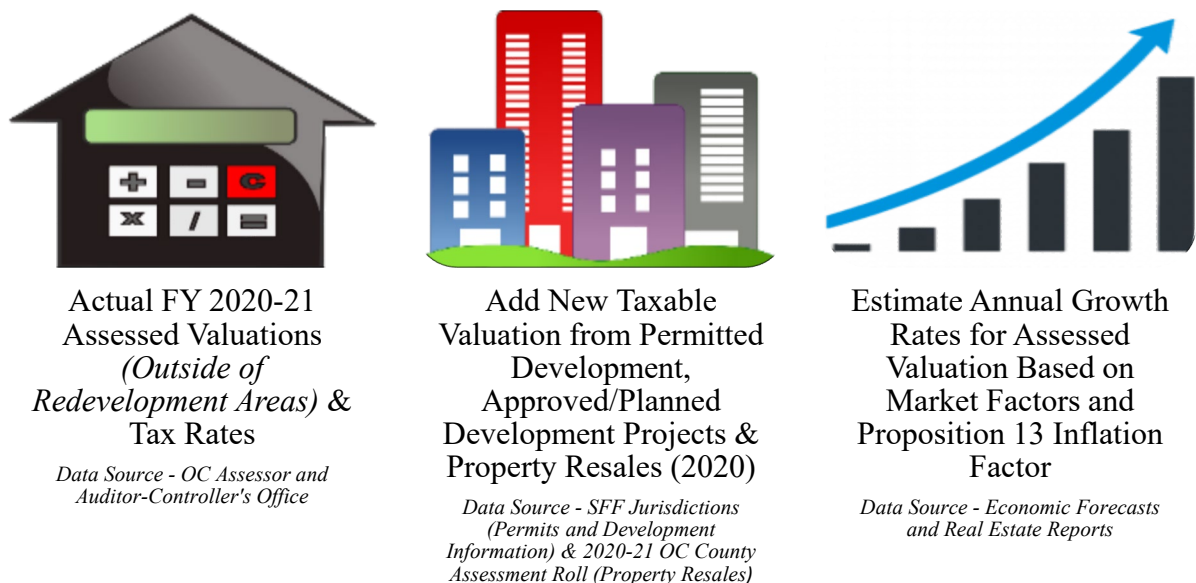 + - C
x / =
Actual FY 2020-21
Assessed Valuations
(Outside of
Redevelopment Areas) &
Tax Rates
Data Source - OC Assessor and
Auditor-Controller's Office
Add New Taxable
Valuation from Permitted
Development,
Approved/Planned
Development Projects &
Property Resales (2020)
Data Source - SFF Jurisdictions
(Permits and Development
Information) & 2020-21 OC County
Assessment Roll (Property Resales)
Estimate Annual Growth
Rates for Assessed
Valuation Based on
Market Factors and
Proposition 13 Inflation
Factor
Data Source - Economic Forecasts
and Real Estate Reports